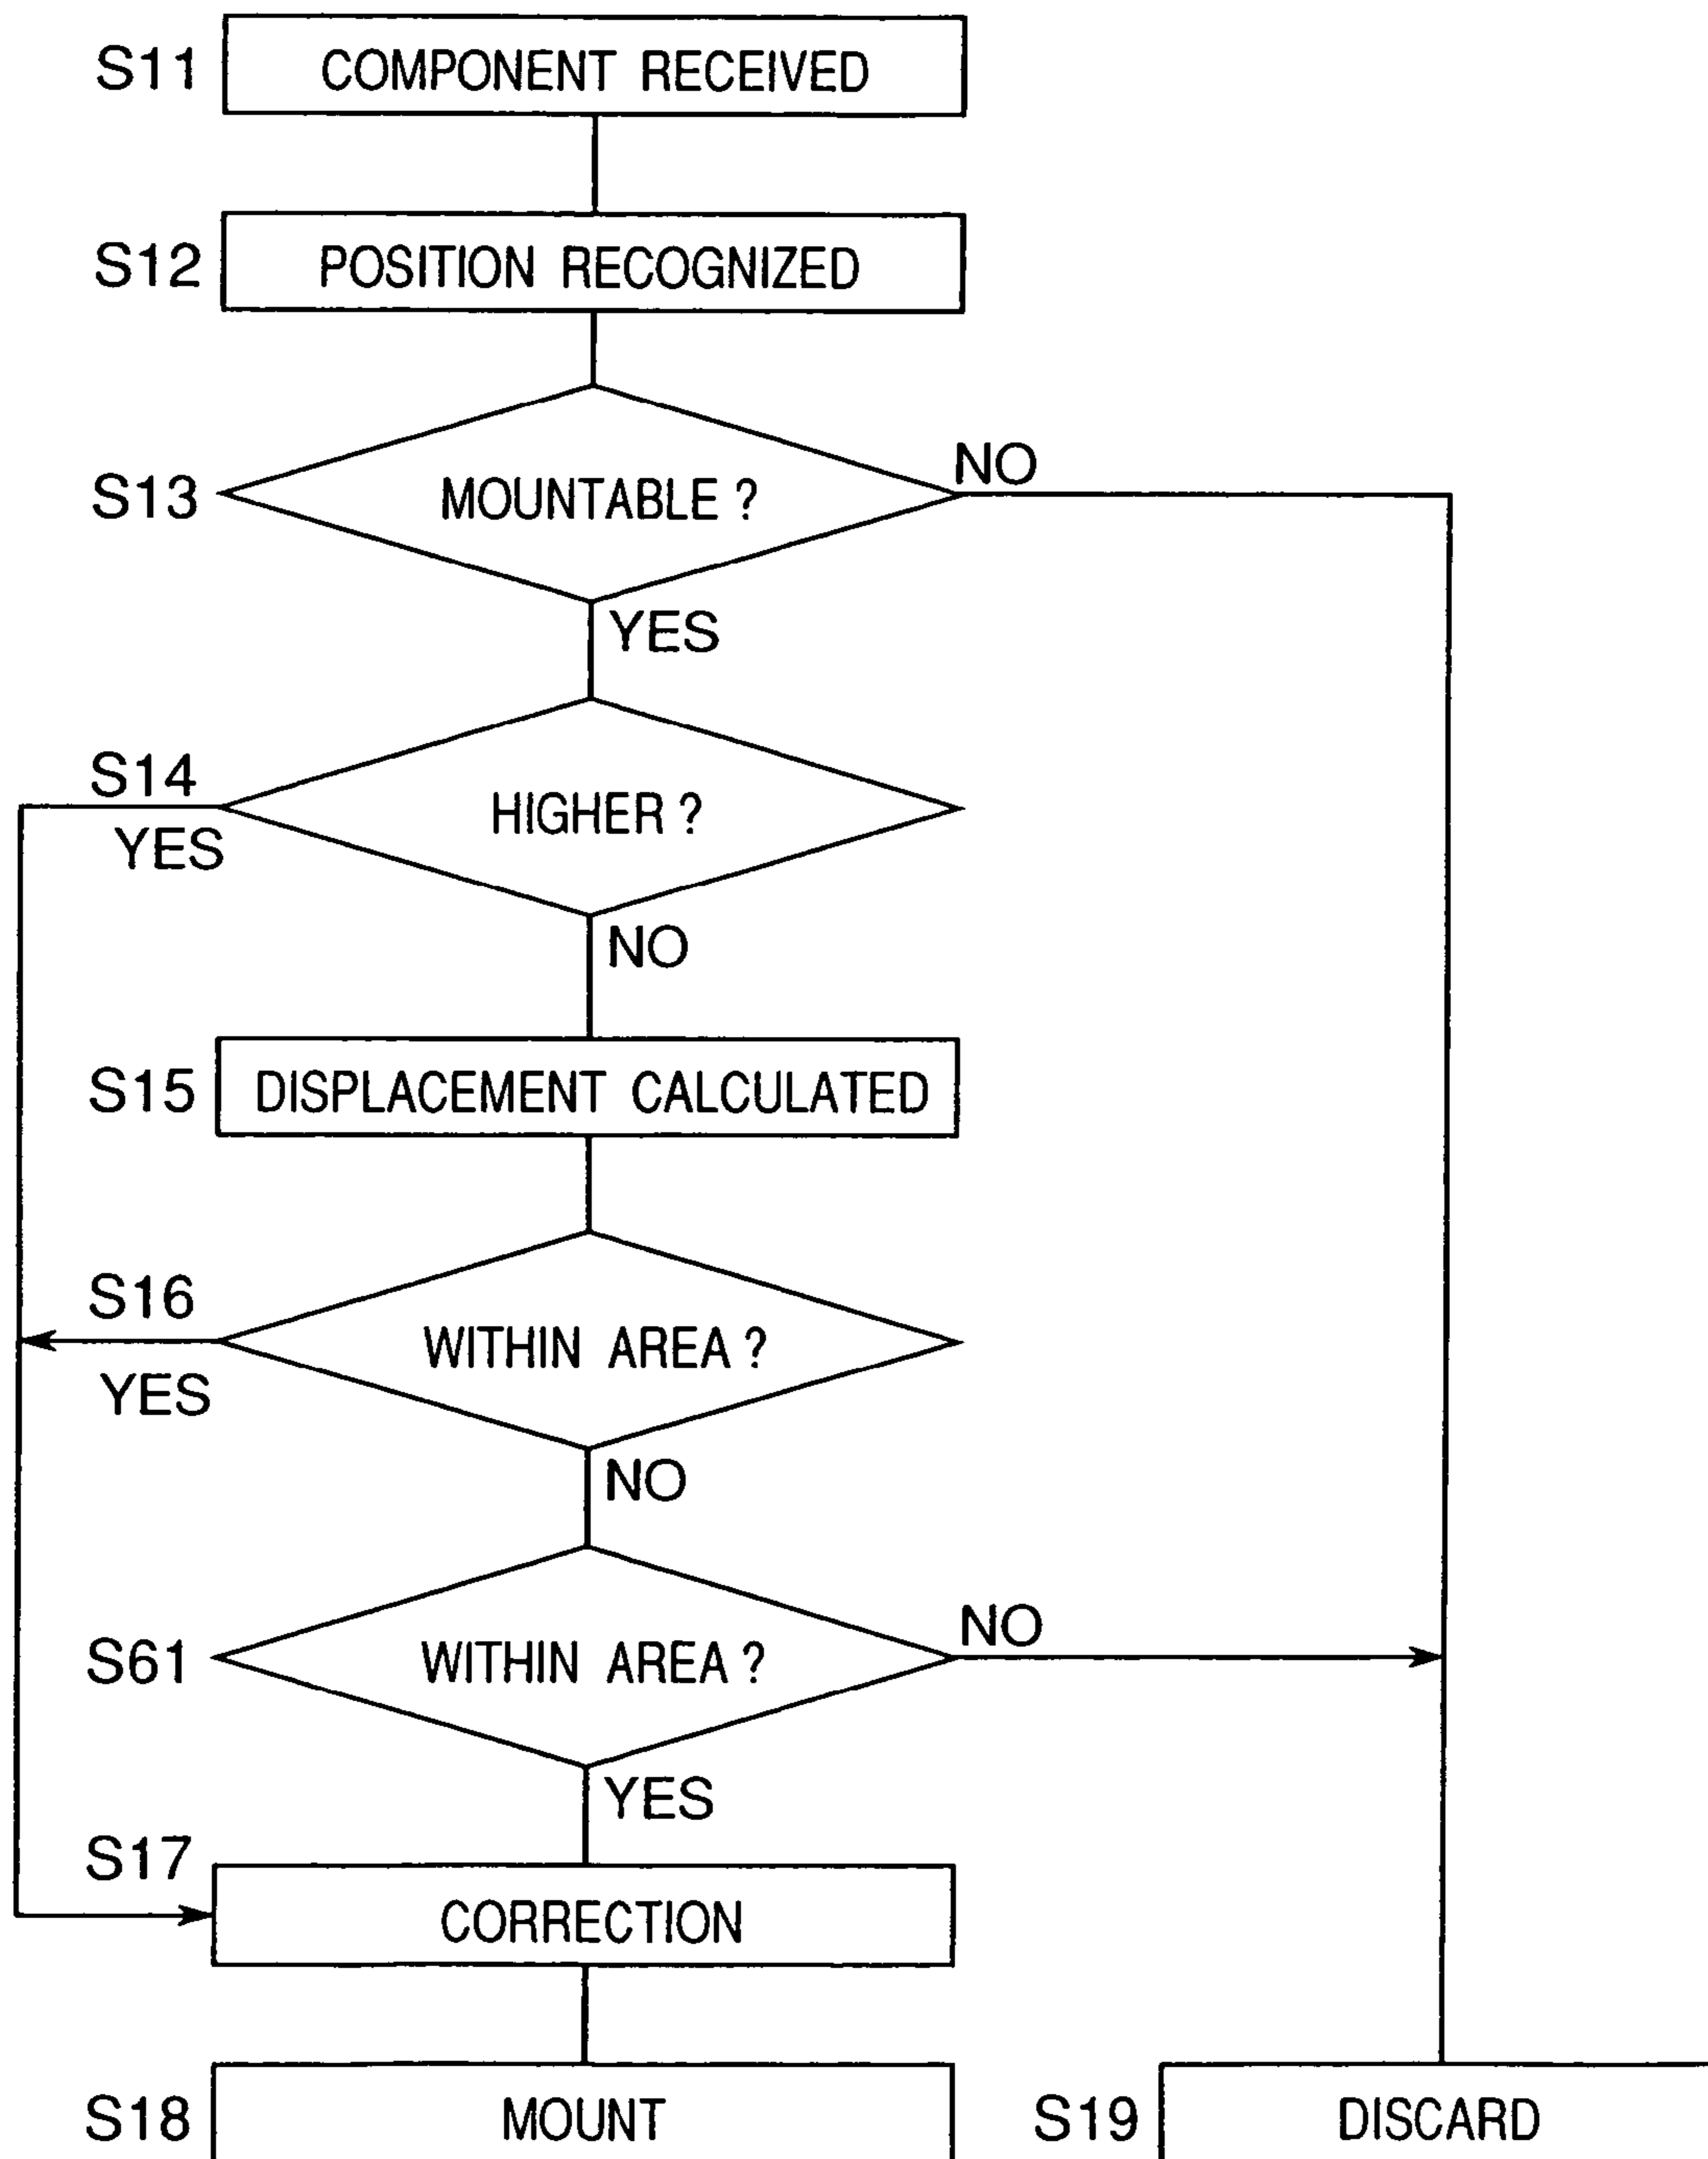 S11 COMPONENT RECEIVED
S12 POSITION RECOGNIZED
S13 MOUNTABLE ? NO
YES
S14 HIGHER ?
YES
NO
S15 DISPLACEMENT CALCULATED
S16 WITHIN AREA ?
YES
NO
S61 WITHIN AREA ? NO
YES
S17 CORRECTION
S18 MOUNT S19 DISCARD